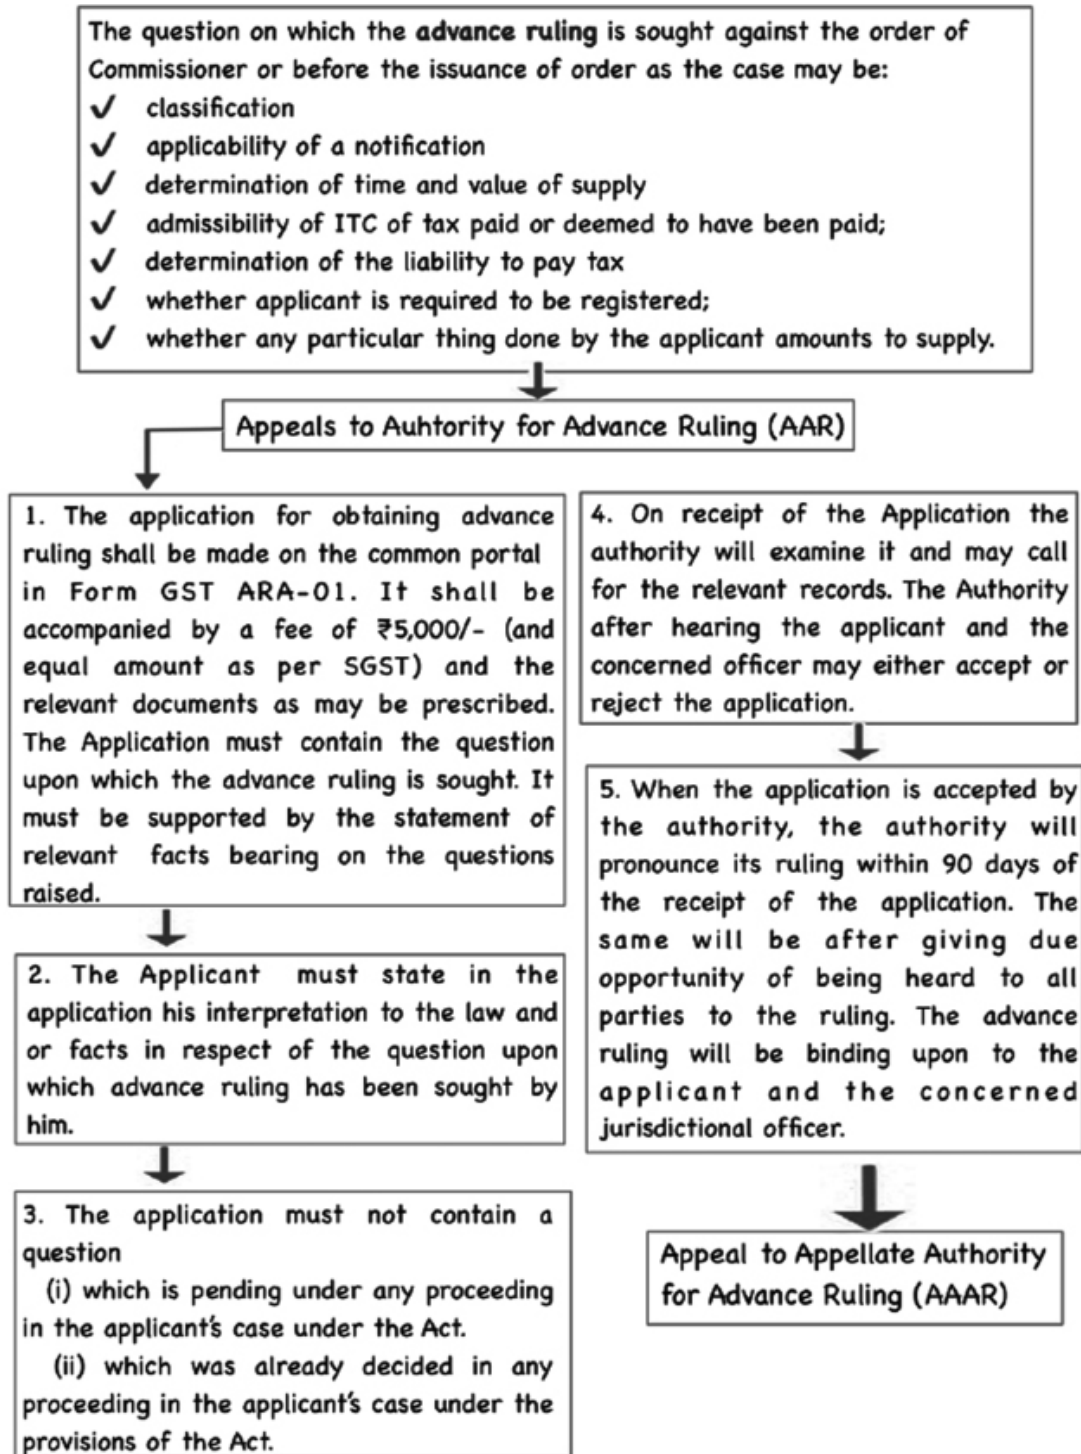 The question on which the advance ruling is sought against the order of
Commissioner or before the issuance of order as the case may be:
✓ classification
✓ applicability of a notification
✓ determination of time and value of supply
✓ admissibility of ITC of tax paid or deemed to have been paid;
✓ determination of the liability to pay tax
✓ whether applicant is required to be registered;
✓ whether any particular thing done by the applicant amounts to supply.
Appeals to Auhtority for Advance Ruling (AAR)
1. The application for obtaining advance
ruling shall be made on the common portal
in Form GST ARA-01. It shall be
accompanied by a fee of ₹5,000/- (and
equal amount as per SGST) and the
relevant documents as may be prescribed.
The Application must contain the question
upon which the advance ruling is sought. It
must be supported by the statement of
relevant facts bearing on the questions
raised.
2. The Applicant must state in the
application his interpretation to the law and
or facts in respect of the question upon
which advance ruling has been sought by
him.
3. The application must not contain a
question
(i) which is pending under any proceeding
in the applicant's case under the Act.
(ii) which was already decided in any
proceeding in the applicant's case under the
provisions of the Act.
4. On receipt of the Application the
authority will examine it and may call
for the relevant records. The Authority
after hearing the applicant and the
concerned officer may either accept or
reject the application.
5. When the application is accepted by
the authority, the authority will
pronounce its ruling within 90 days of
the receipt of the application. The
same will be after giving due
opportunity of being heard to all
parties to the ruling. The advance
ruling will be binding upon to the
applicant and the concerned
jurisdictional officer.
Appeal to Appellate Authority
for Advance Ruling (AAAR)